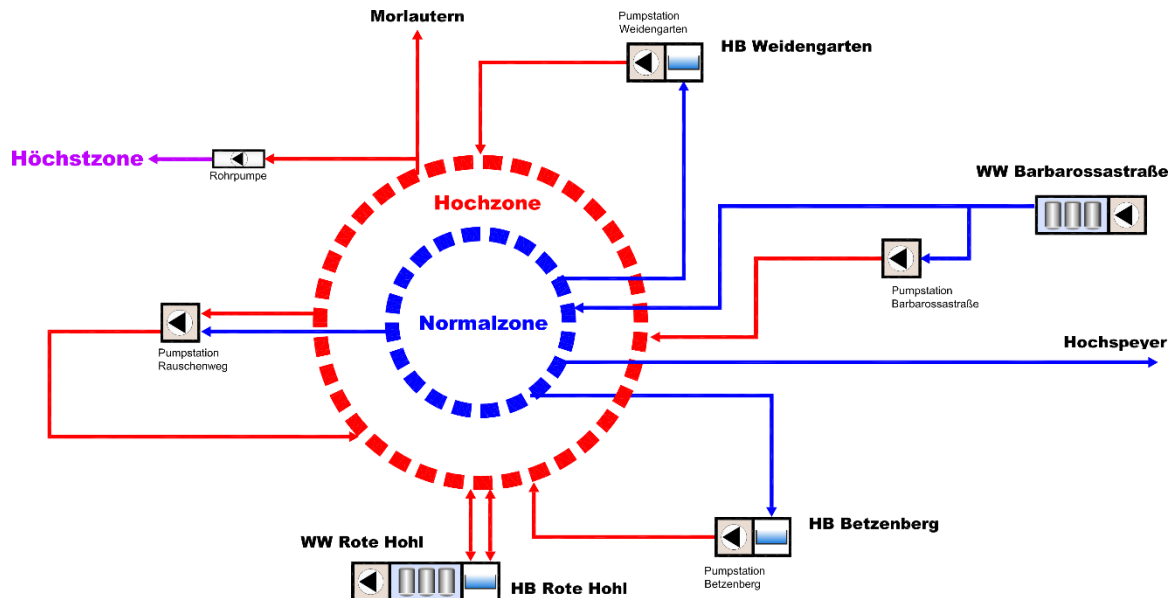 Morlautern
Pumpstation
Weidengarten
HB Weidengarten
Höchstzone
Rohrpumpe
WW Barbarossastraße
Hochzone
Pumpstation
Barbarossastraße
Normalzone
Hochspeyer
Pumpstation
Rauschenweg
WW Rote Hohl
HB Betzenberg
Pumpstation
Betzenberg
HB Rote Hohl